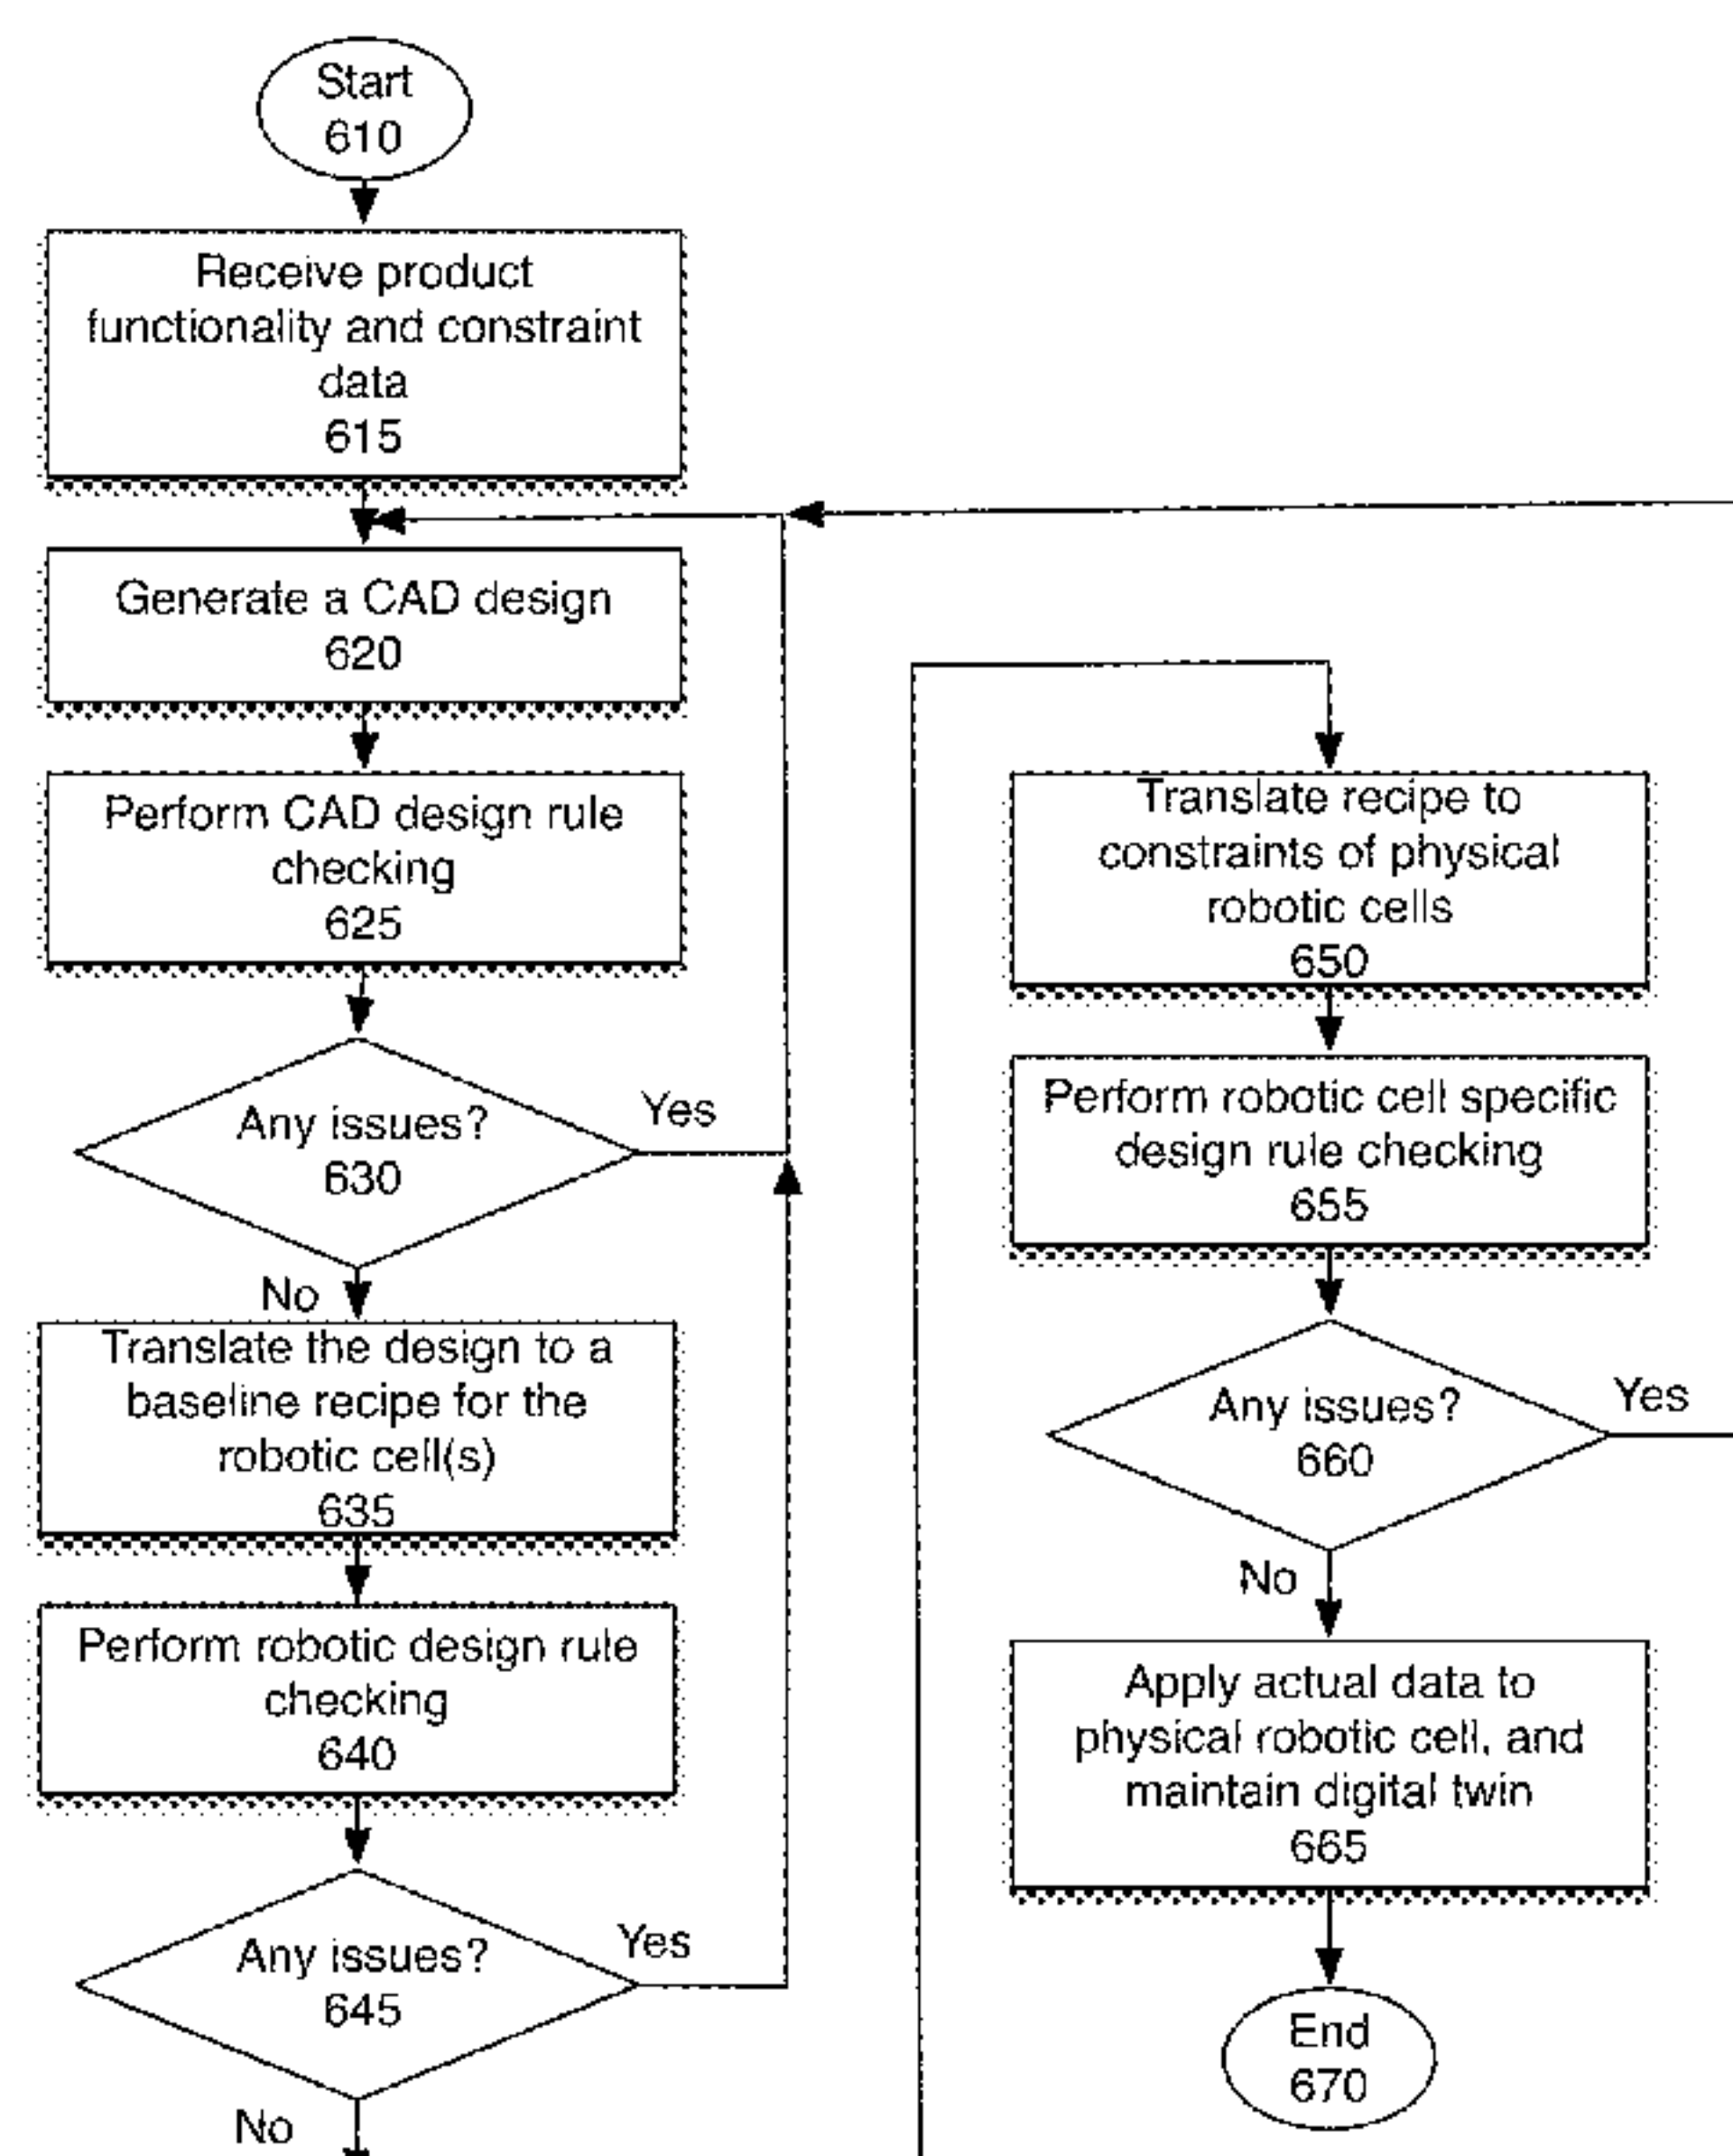 Start
610
Receive product
functionality and constraint
data
615
Generate a CAD design
620
Perform CAD design rule
checking
625
Any issues?
630
Yes
No
Translate the design to a
baseline recipe for the
robotic cell(s)
635
Perform robotic design rule
checking
640
Any issues?
645
Yes
No
Translate recipe to
constraints of physical
robotic cells
650
Perform robotic cell specific
design rule checking
655
Any issues?
660
Yes
No
Apply actual data to
physical robotic cell, and
maintain digital twin
665
End
670